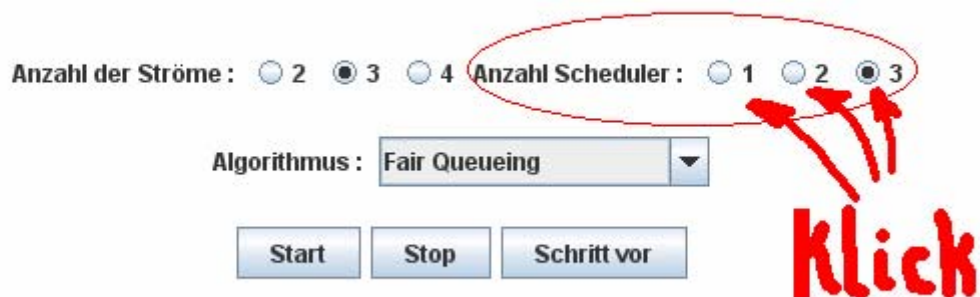 Anzahl der Ströme : 2 3 4 Anzahl Scheduler : 1 2 3
Algorithmus : Fair Queueing
Start Stop Schritt vor
Klick